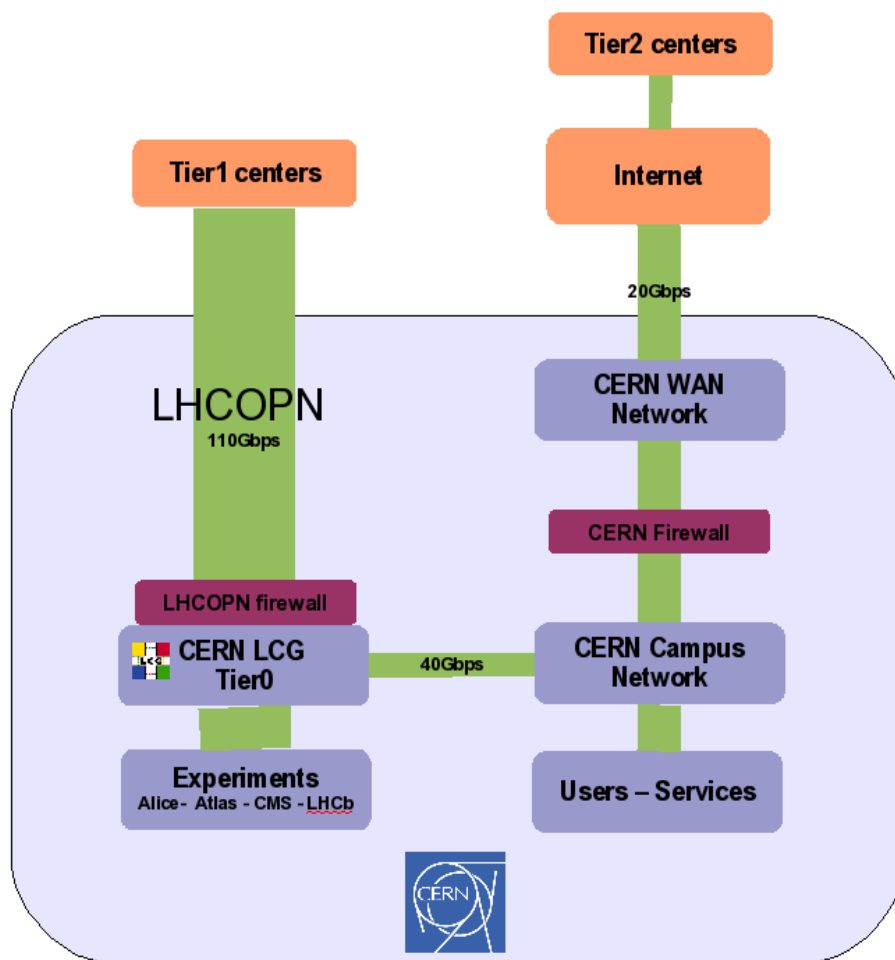 Tier2 centers
Tier1 centers
Internet
20Gbps
CERN WAN
Network
LHCOPN
110Gbps
CERN Firewall
LHCOPN firewall
LCG
CERN LCG
Tier0
40Gbps
CERN Campus
Network
Experiments
Alice - Atlas - CMS - LHCb
Users – Services
CERN